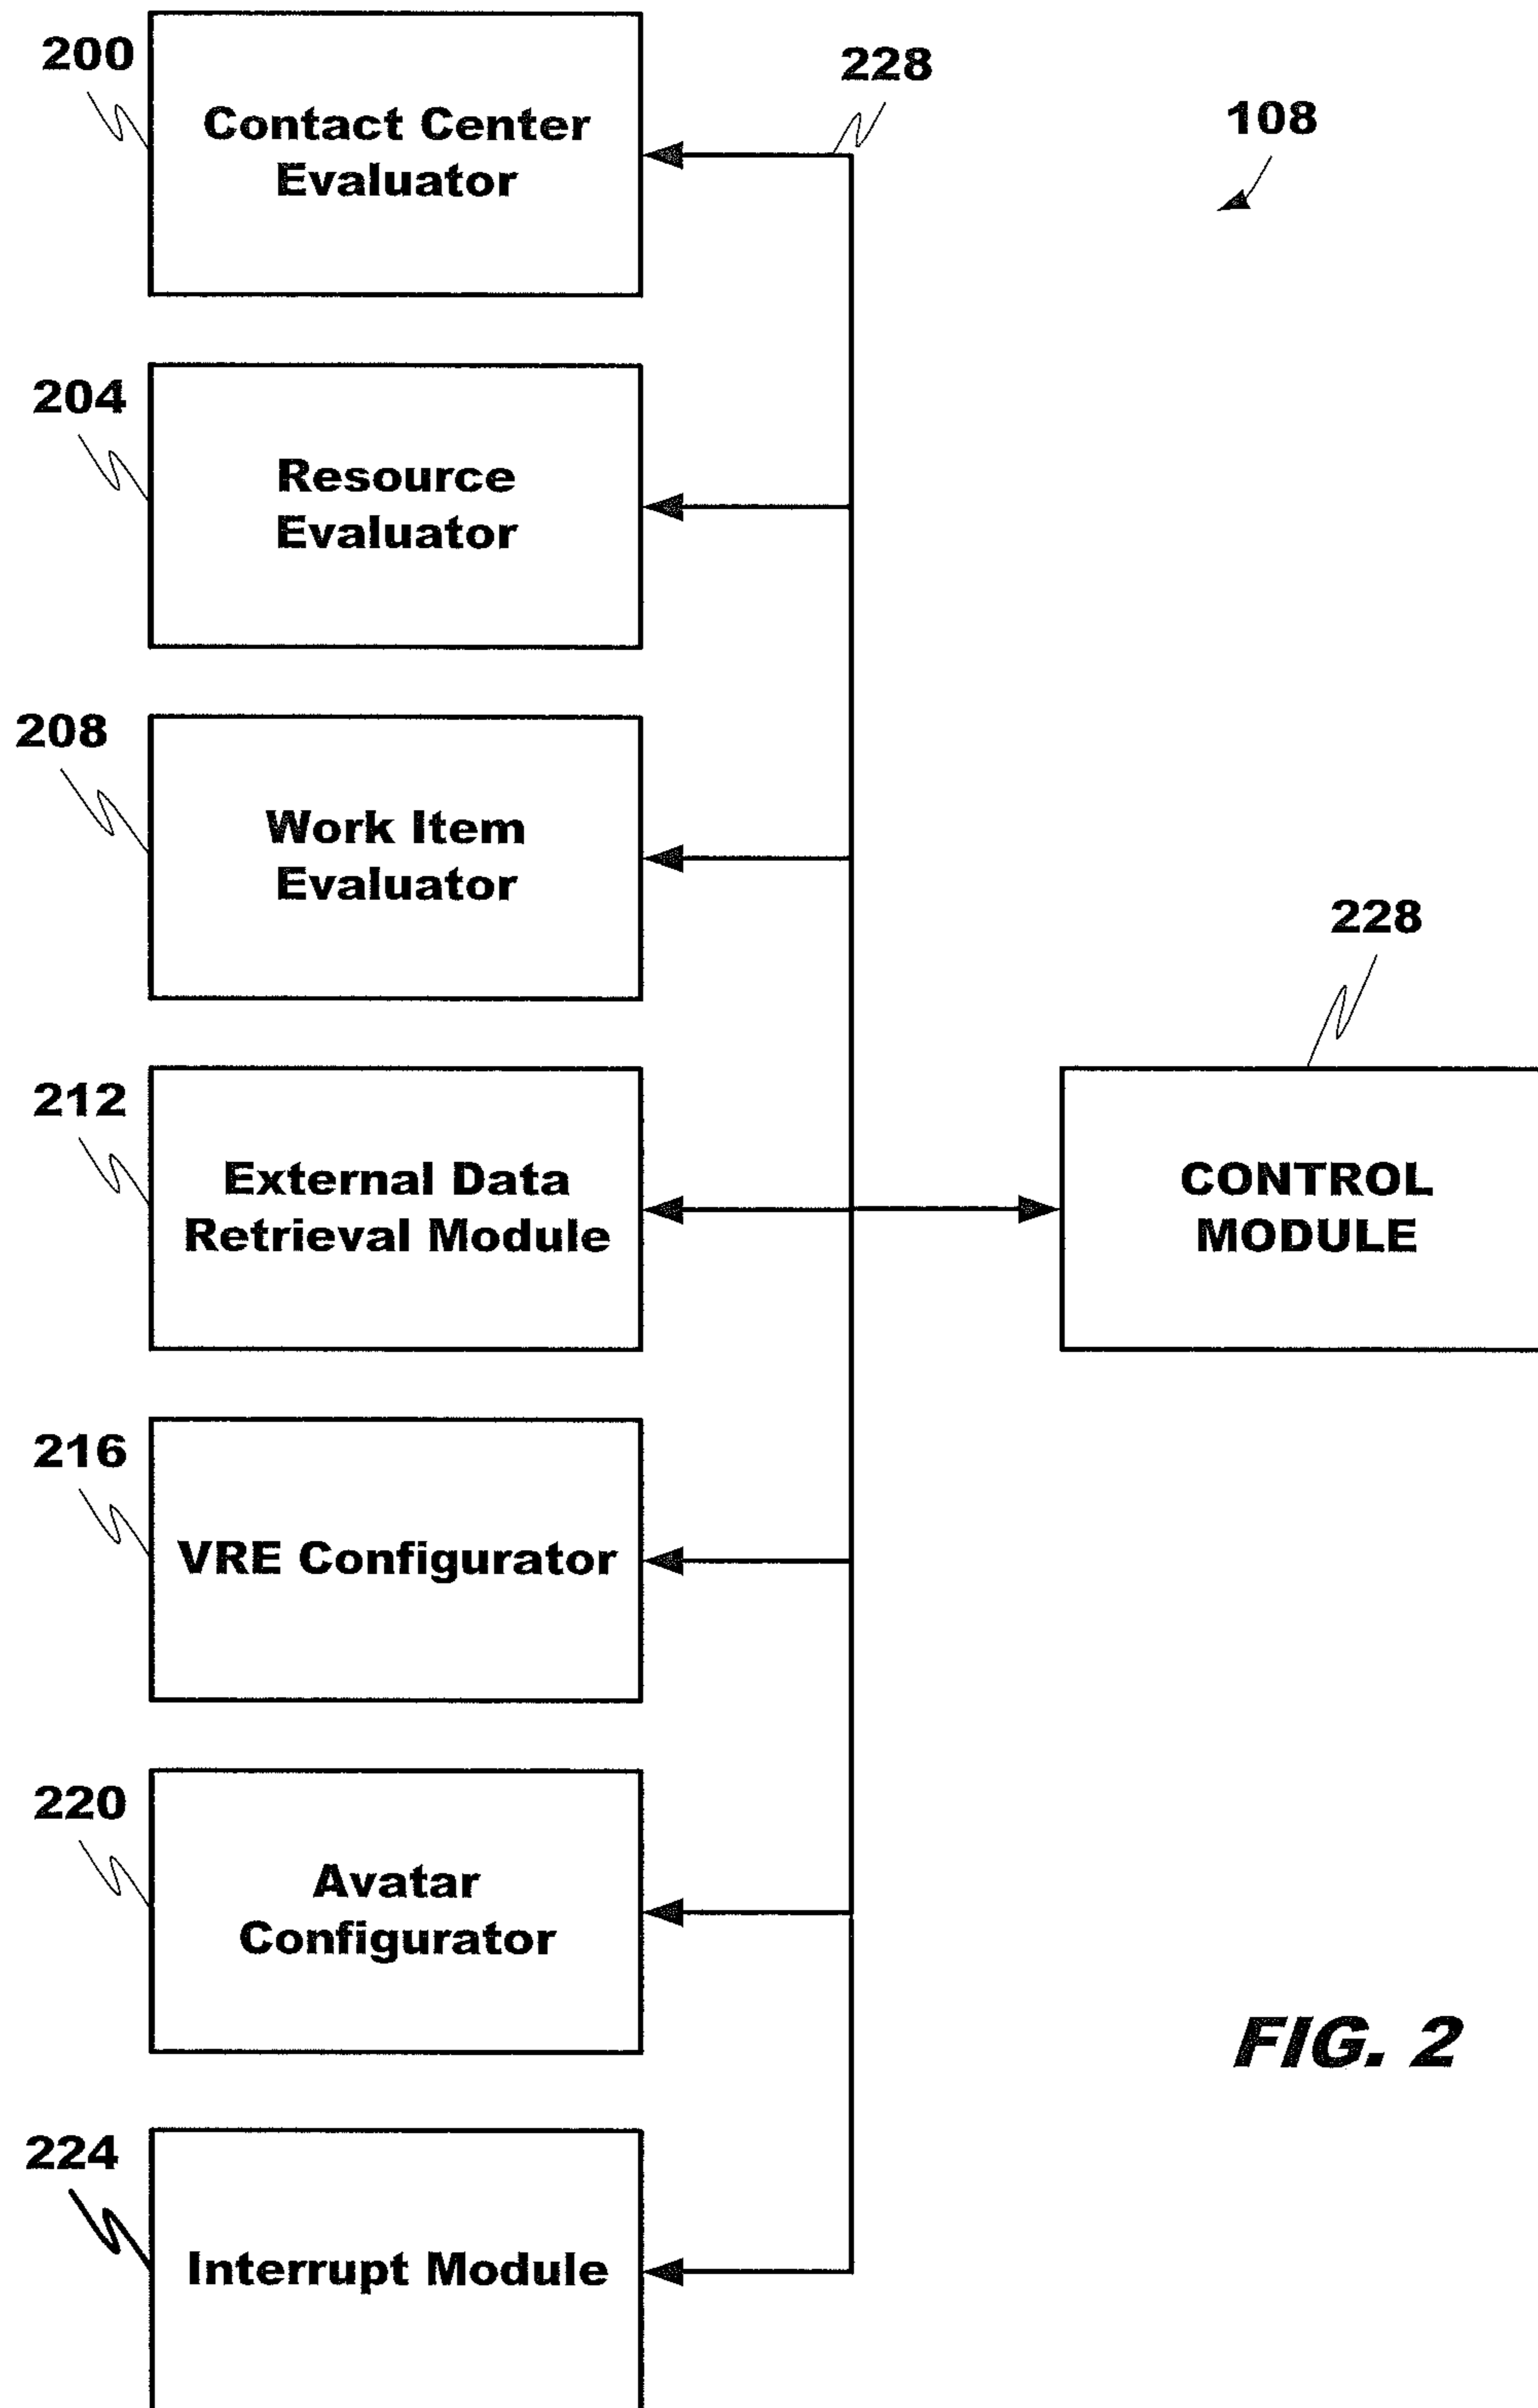 200
228
108
Contact Center
Evaluator
204
Resource
Evaluator
208
Work Item
Evaluator
228
212
External Data
Retrieval Module
CONTROL
MODULE
216
VRE Configurator
220
Avatar
Configurator
FIG. 2
224
Interrupt Module